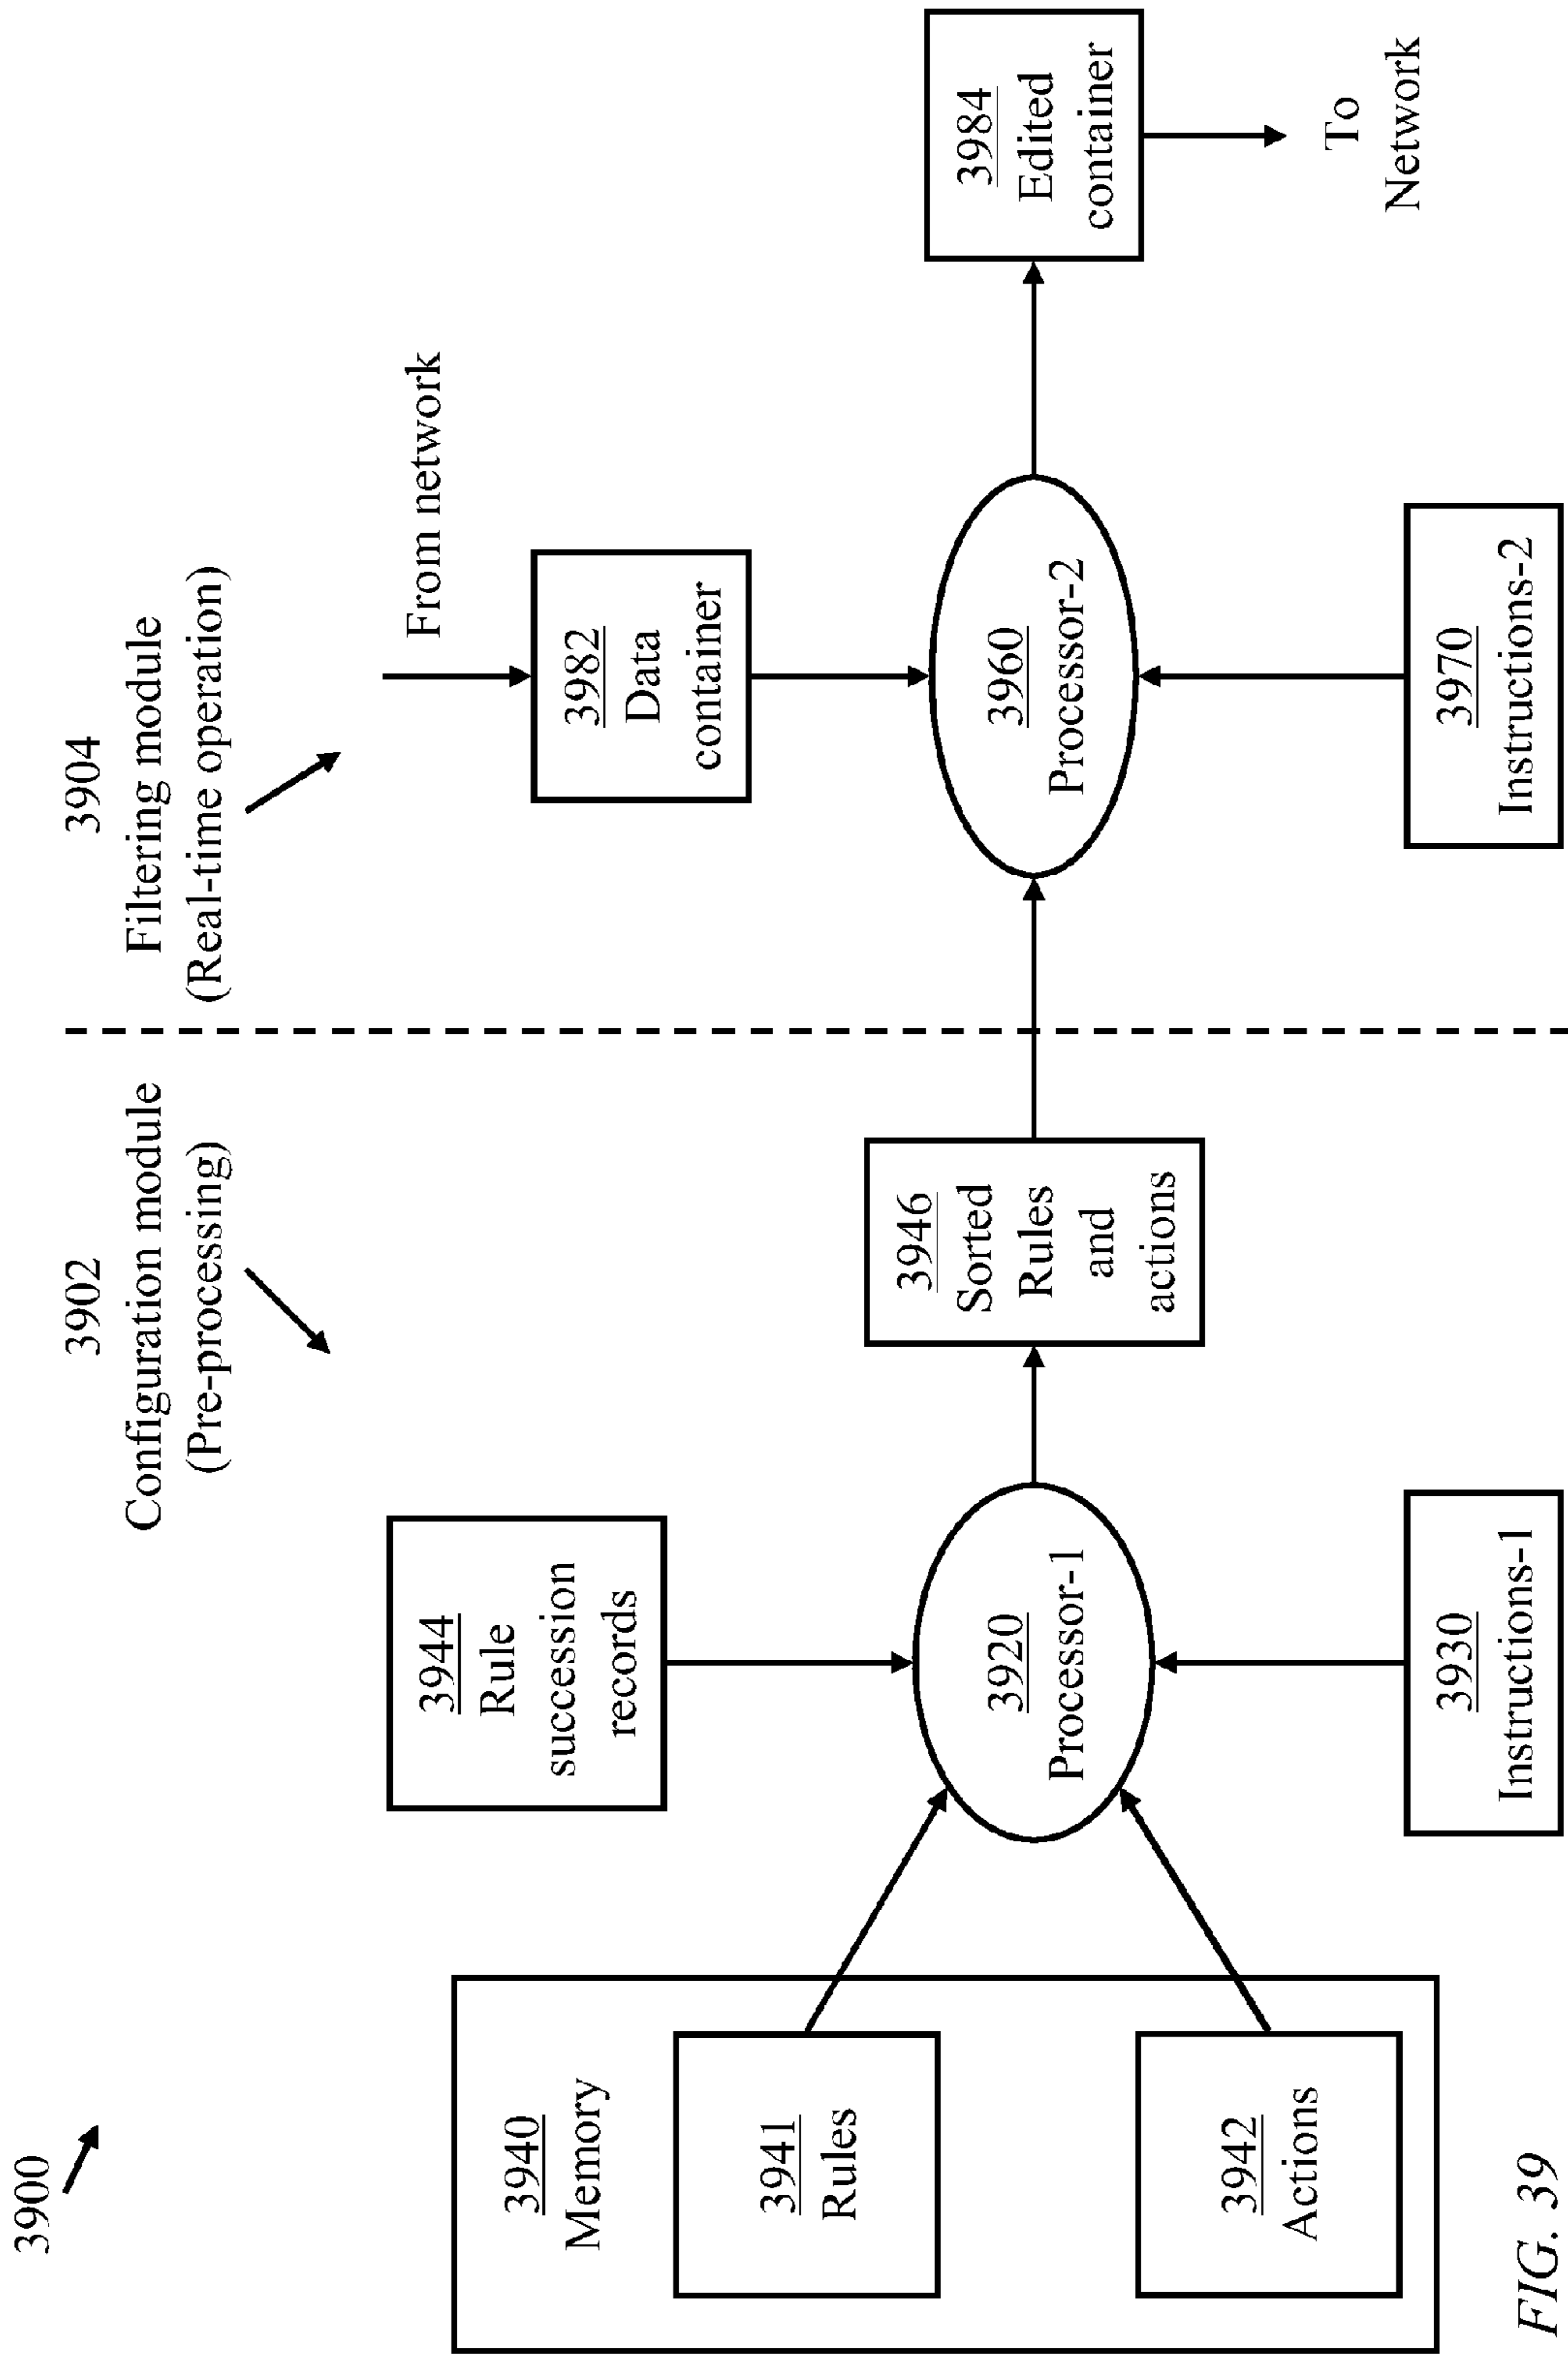 3900
3902
Configuration module
(Pre-processing)
3904
Filtering module
(Real-time operation)
From network
3940
Memory
3941
Rules
3942
Actions
3944
Rule
succession
records
3920
Processor-1
3930
Instructions-1
3946
Sorted
Rules
and
actions
3982
Data
container
3960
Processor-2
3970
Instructions-2
3984
Edited
container
To
Network
FIG. 39